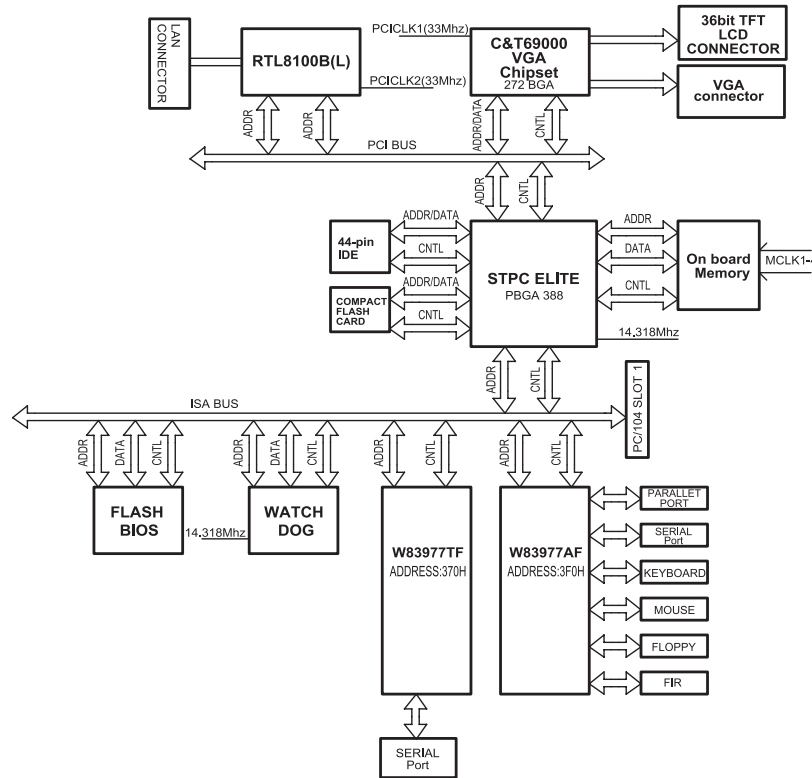 LAN
CONNECTOR
RTL8100B(L)
PCICLK1(33Mhz)
PCICLK2(33Mhz)
C&T69000
VGA
Chipset
272 BGA
36bit TFT
LCD
CONNECTOR
VGA
connector
ADDR
ADDR
ADDR/DATA
CNTL
PCI BUS
ADDR
CNTL
44-pin
IDE
ADDR/DATA
CNTL
COMPACT
FLASH
CARD
ADDR/DATA
CNTL
STPC ELITE
PBGA 388
ADDR
DATA
CNTL
On board
Memory
MCLK1-4
14.318Mhz
ADDR
CNTL
ISA BUS
PC/104 SLOT 1
ADDR
DATA
CNTL
ADDR
DATA
CNTL
ADDR
CNTL
ADDR
CNTL
FLASH
BIOS
14.318Mhz
WATCH
DOG
W83977TF
ADDRESS:370H
W83977AF
ADDRESS:3F0H
PARALLET
PORT
SERIAL
Port
KEYBOARD
MOUSE
FLOPPY
FIR
SERIAL
Port